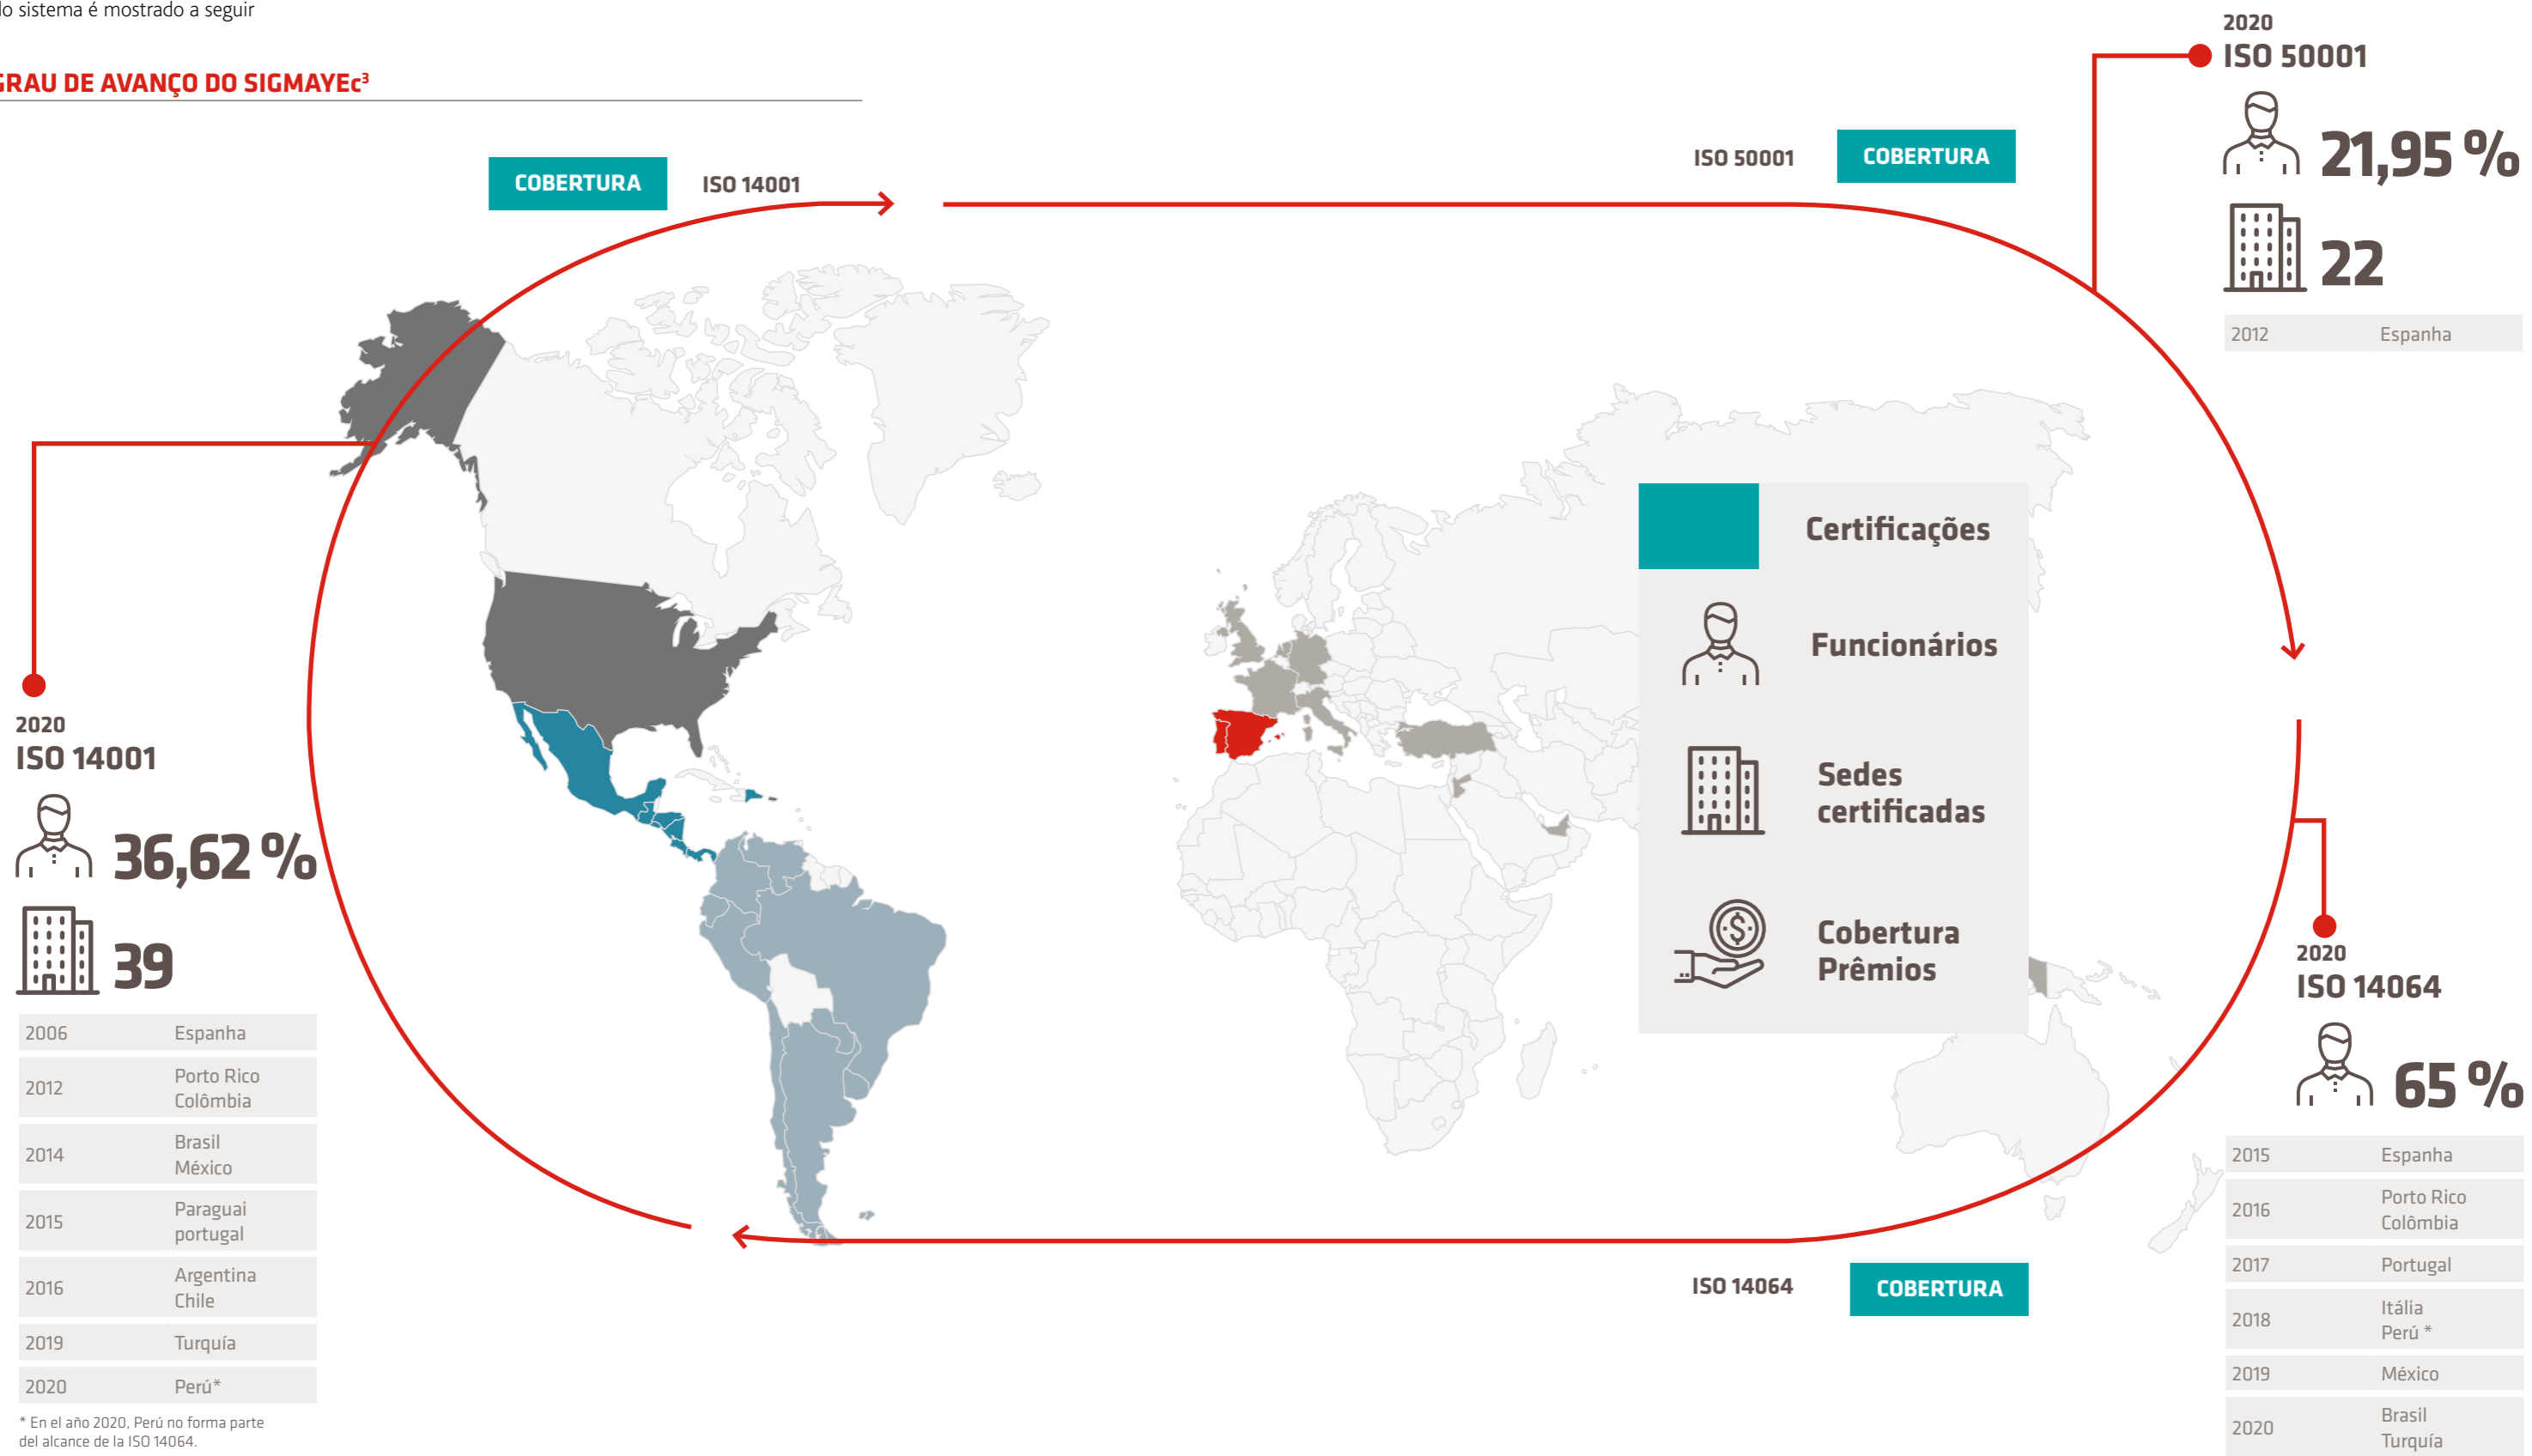 do sistema é mostrado a seguir
GRAU DE AVANÇO DO SIGMAYEc³
COBERTURA
ISO 14001
ISO 50001
COBERTURA
2020
ISO 50001
21,95 %
22
2012 Espanha
Certificações
Funcionários
Sedes
certificadas
Cobertura
Prêmios
2020
ISO 14001
36,62 %
39
2006 Espanha
2012 Porto Rico
Colômbia
2014 Brasil
México
2015 Paraguai
portugal
2016 Argentina
Chile
2019 Turquía
2020 Perú*
* En el año 2020, Perú no forma parte
del alcance de la ISO 14064.
ISO 14064
COBERTURA
2020
ISO 14064
65 %
2015 Espanha
2016 Porto Rico
Colômbia
2017 Portugal
2018 Itália
Perú *
2019 México
2020 Brasil
Turquía